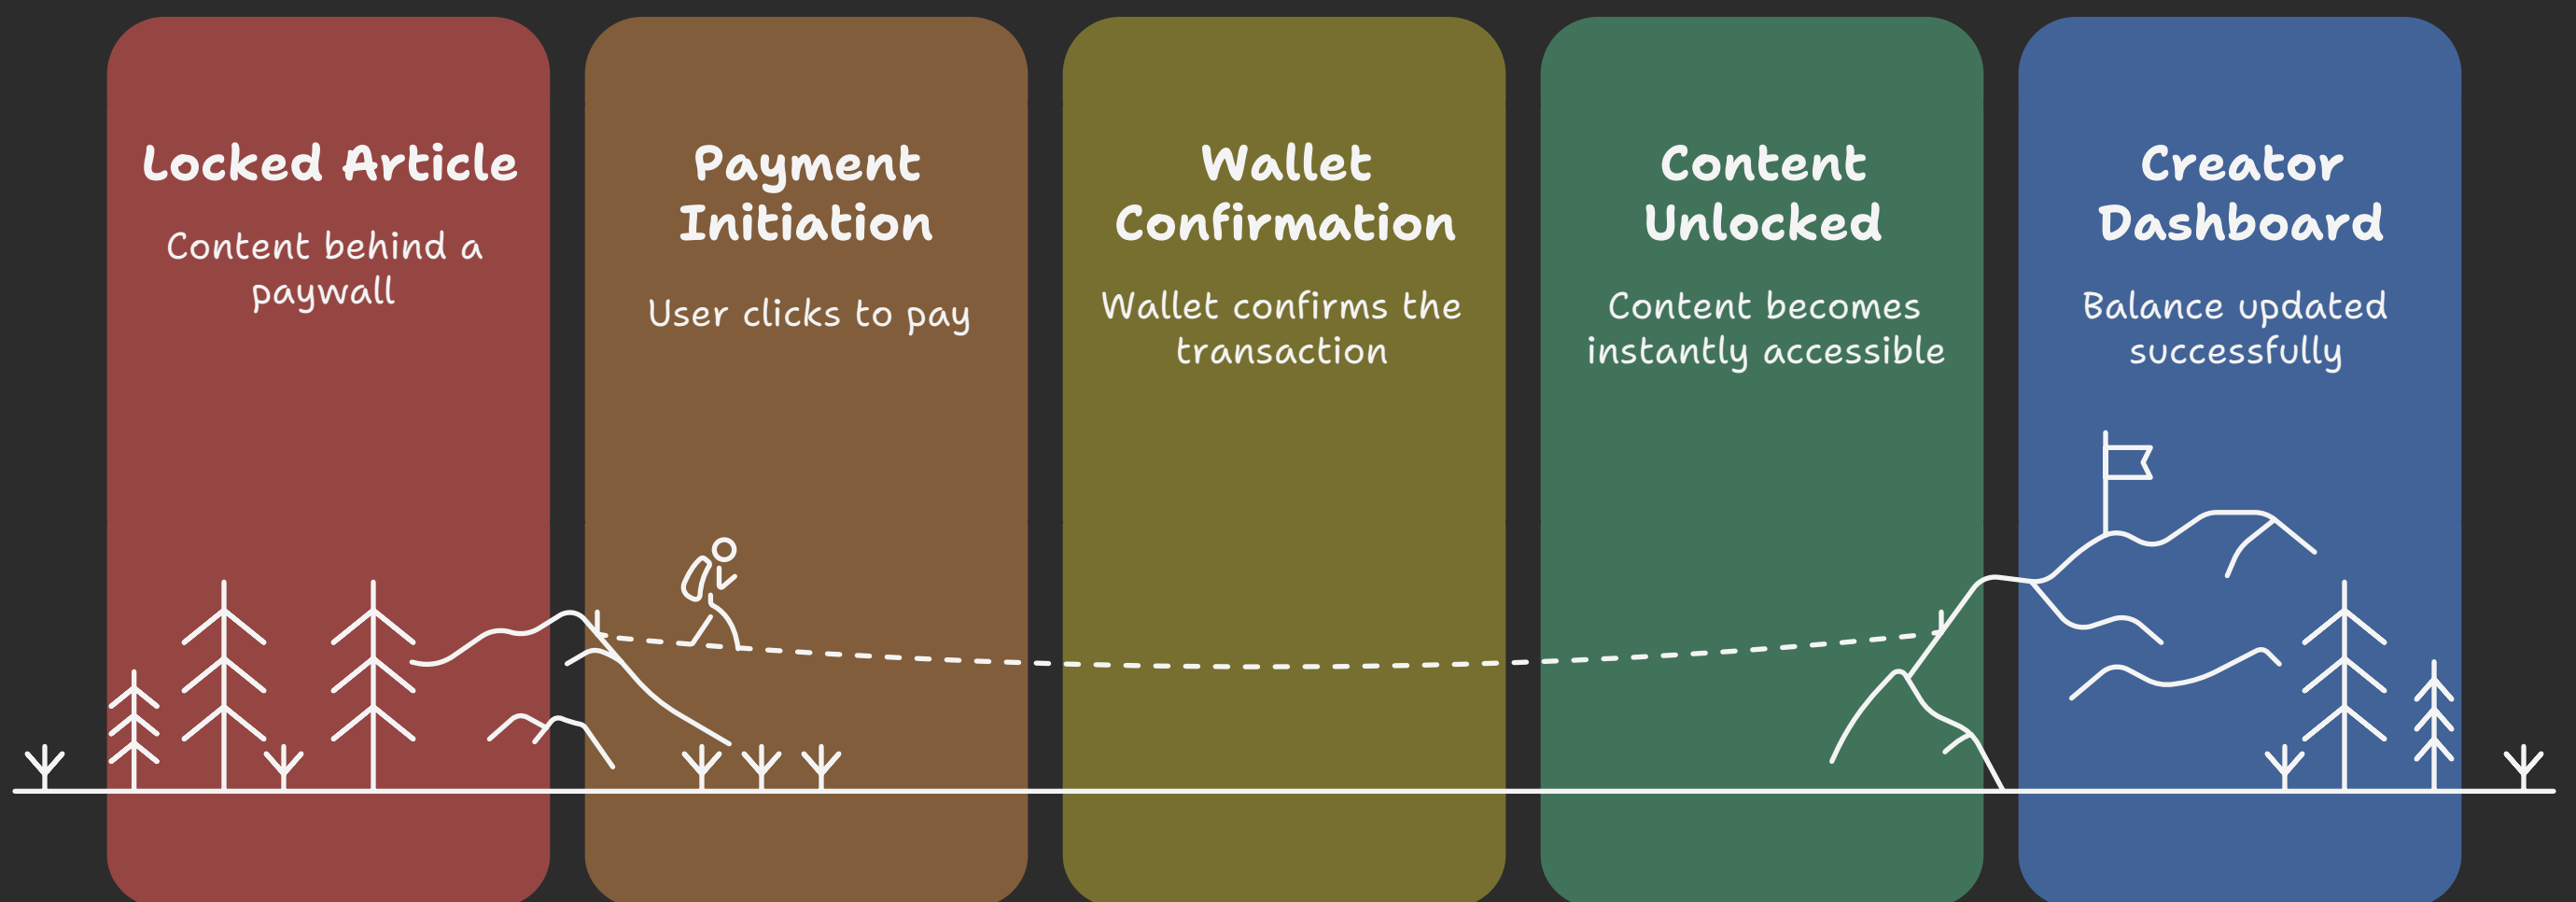 Locked Article
Content behind a
paywall
Payment
Initiation
User clicks to pay
Wallet
Confirmation
Wallet confirms the
transaction
Content
Unlocked
Content becomes
instantly accessible
Creator
Dashboard
Balance updated
successfully